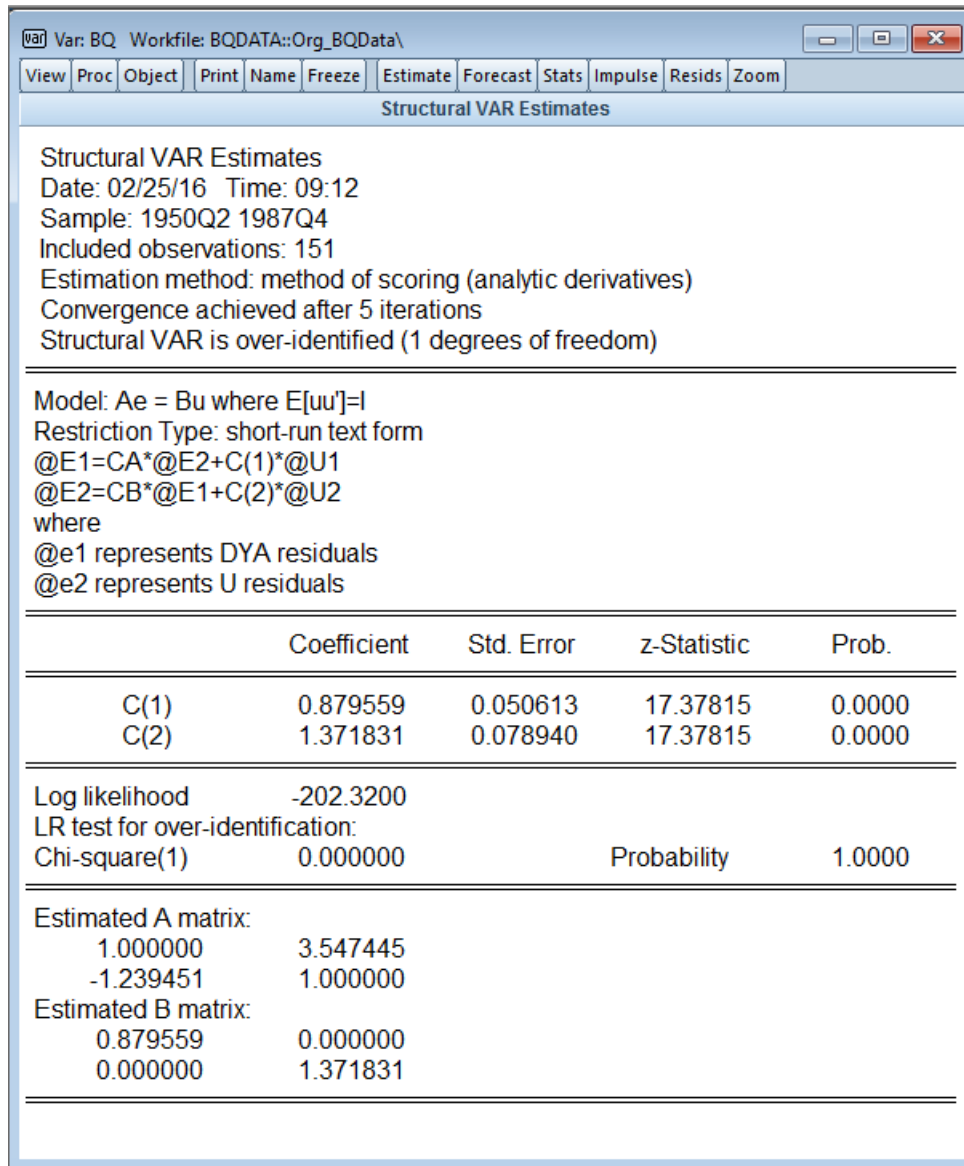 var Var: BQ Workfile: BQDATA::Org_BQData\
View Proc Object Print Name Freeze Estimate Forecast Stats Impulse Resids Zoom
Structural VAR Estimates
Structural VAR Estimates
Date: 02/25/16 Time: 09:12
Sample: 1950Q2 1987Q4
Included observations: 151
Estimation method: method of scoring (analytic derivatives)
Convergence achieved after 5 iterations
Structural VAR is over-identified (1 degrees of freedom)
Model: Ae = Bu where E[uu']=I
Restriction Type: short-run text form
@E1=CA*@E2+C(1)*@U1
@E2=CB*@E1+C(2)*@U2
where
@e1 represents DYA residuals
@e2 represents U residuals
Coefficient Std. Error z-Statistic Prob.
C(1) 0.879559 0.050613 17.37815 0.0000
C(2) 1.371831 0.078940 17.37815 0.0000
Log likelihood -202.3200
LR test for over-identification:
Chi-square(1) 0.000000 Probability 1.0000
Estimated A matrix:
1.000000 3.547445
-1.239451 1.000000
Estimated B matrix:
0.879559 0.000000
0.000000 1.371831